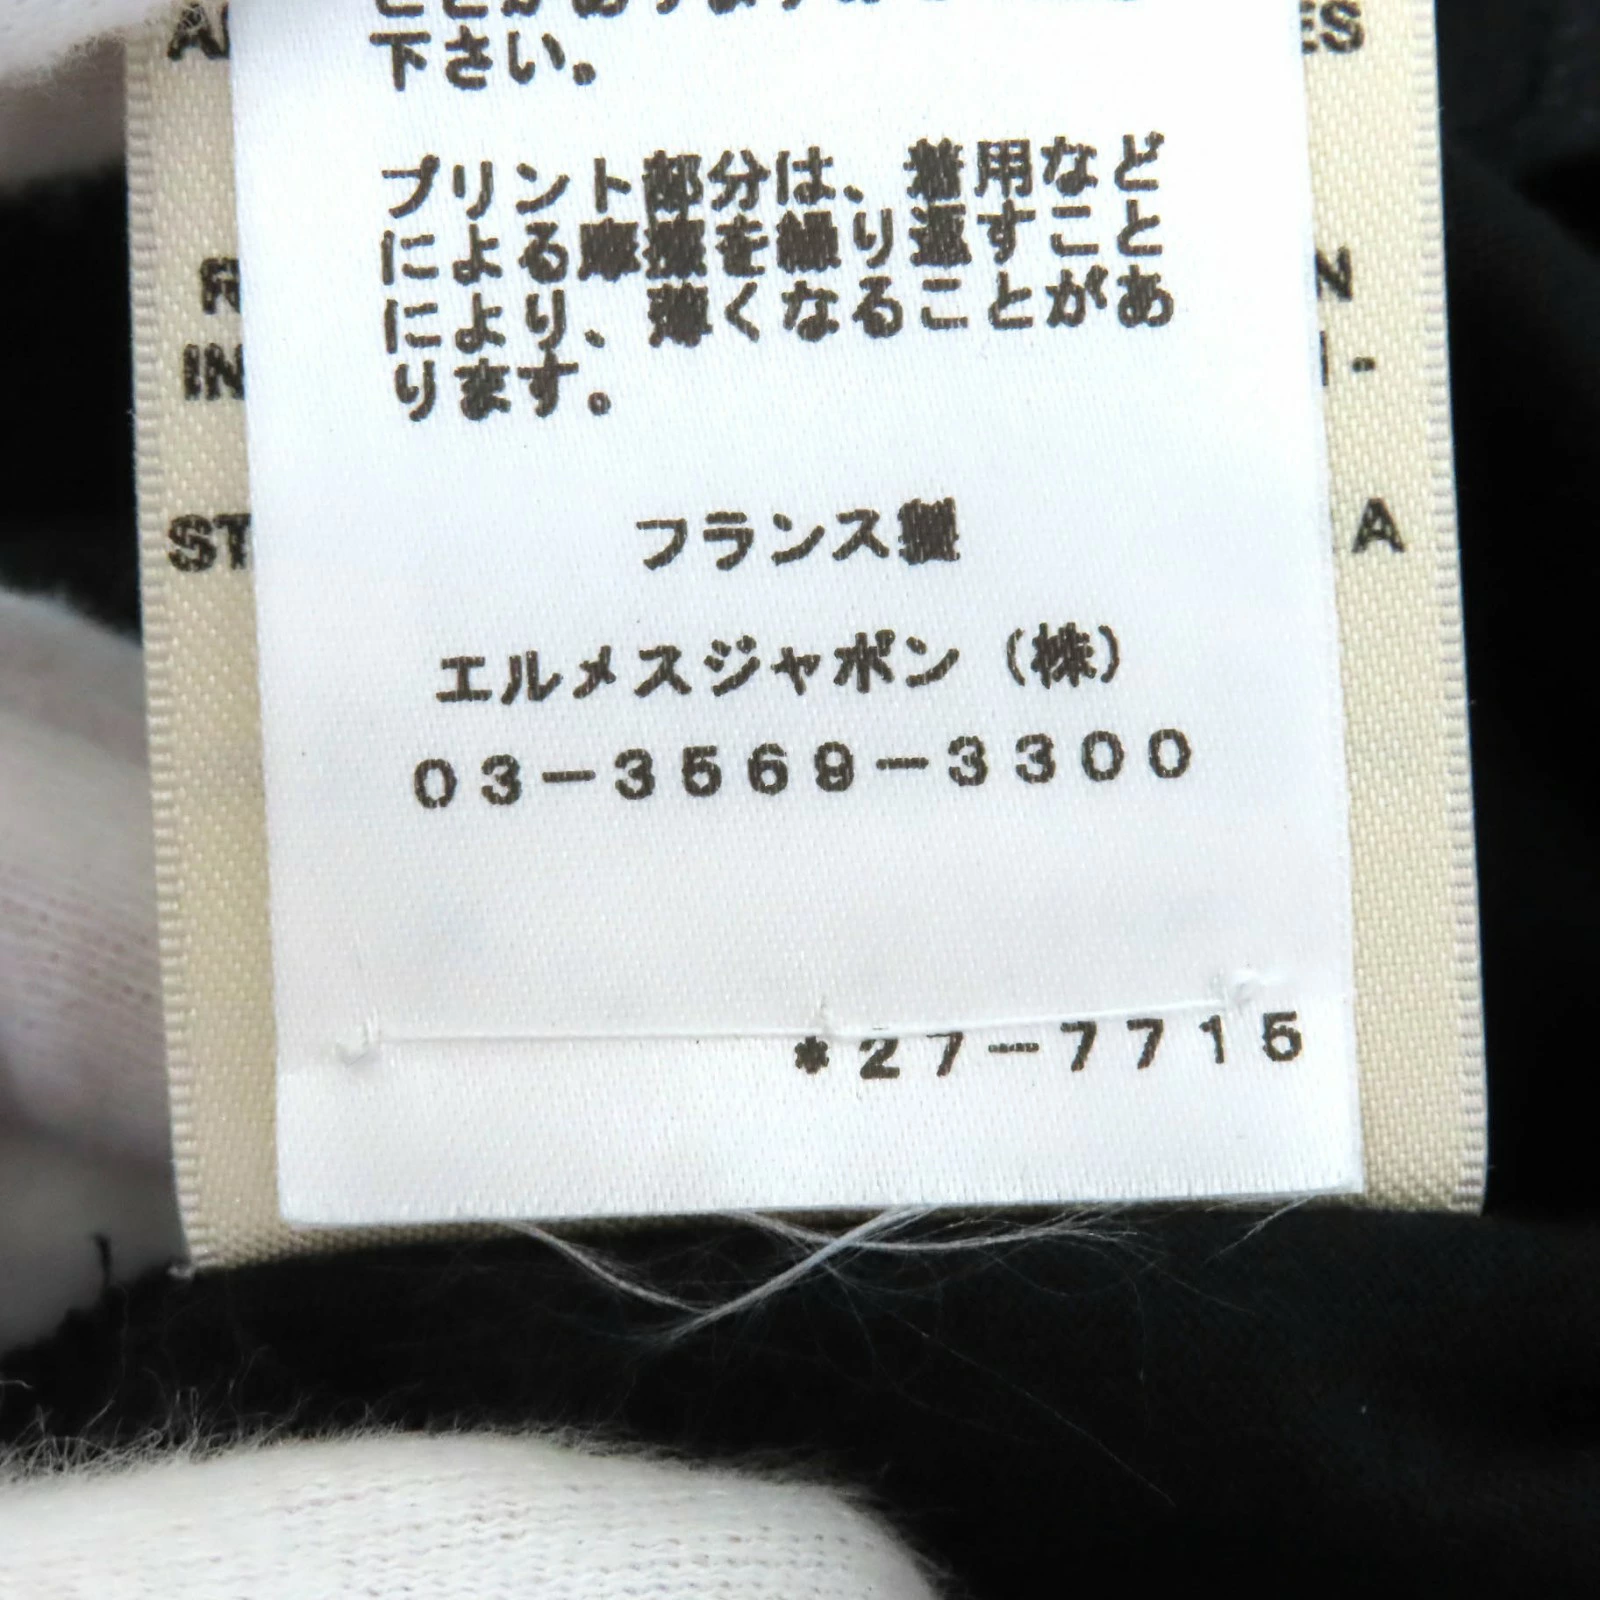 下さい。
プリント部分は、着用など
による摩擦を繰り返すこと
により、薄くなることがあ
ります。
フランス製
エルメスジャポン（株）
03-3569-3300
*27-7715